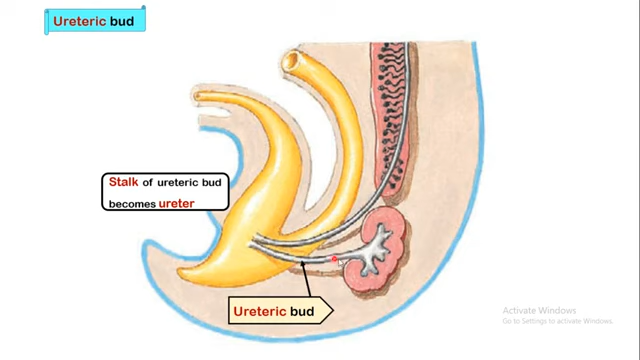 Ureteric bud
Stalk of ureteric bud
becomes ureter
Ureteric bud
Activate Windows
Go to Settings to activate Windows.